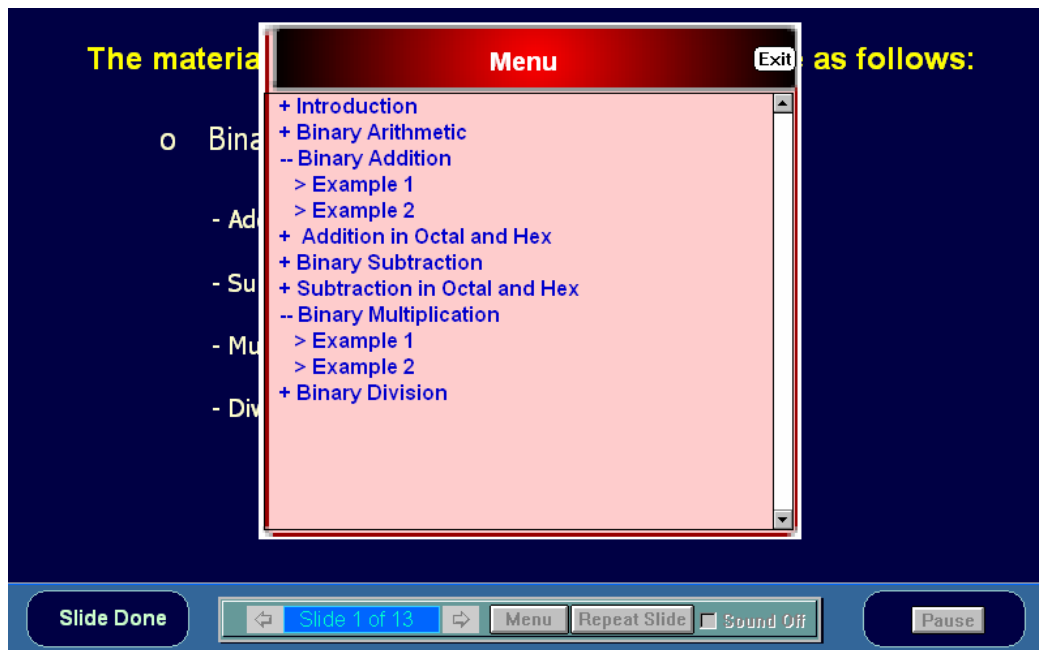 The materia
as follows:
Menu
Exit
+ Introduction
+ Binary Arithmetic
-- Binary Addition
> Example 1
> Example 2
+ Addition in Octal and Hex
+ Binary Subtraction
+ Subtraction in Octal and Hex
-- Binary Multiplication
> Example 1
> Example 2
+ Binary Division
o Bina
- Ad
- Su
- Mu
- Div
Slide Done
Slide 1 of 13
Menu
Repeat Slide
Sound Off
Pause